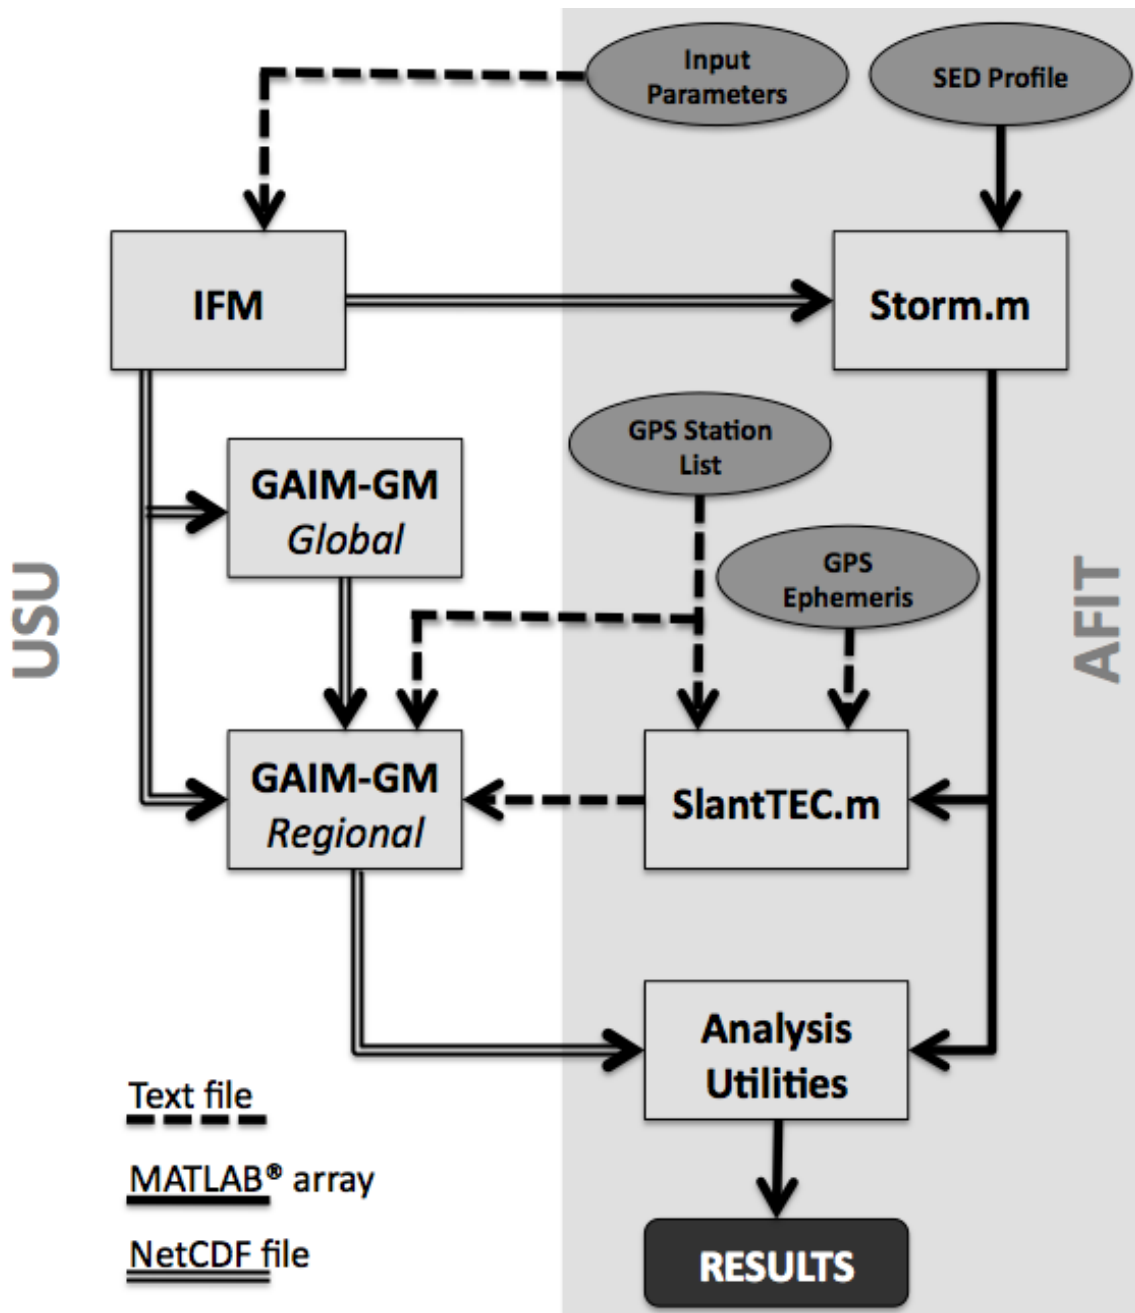 Input
Parameters
SED Profile
IFM
Storm.m
GPS Station
List
GAIM-GM
Global
GPS
Ephemeris
USU
AFIT
GAIM-GM
Regional
SlantTEC.m
Analysis
Utilities
Text file
MATLAB® array
NetCDF file
RESULTS